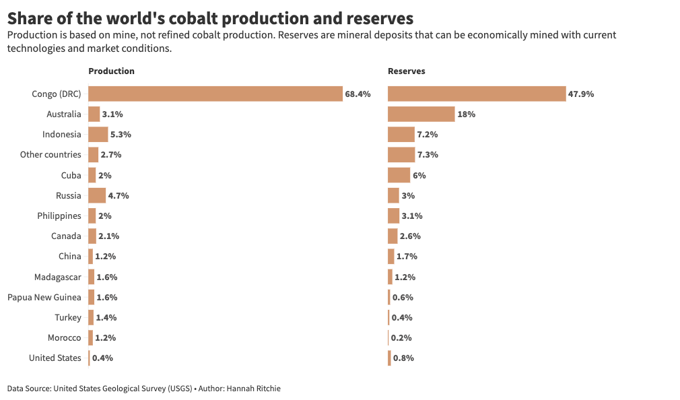 Share of the world's cobalt production and reserves
Production is based on mine, not refined cobalt production. Reserves are mineral deposits that can be economically mined with current
technologies and market conditions.
Production Reserves
Congo (DRC) 68.4% 47.9%
Australia 3.1% 18%
Indonesia 5.3% 7.2%
Other countries 2.7% 7.3%
Cuba 2% 6%
Russia 4.7% 3%
Philippines 2% 3.1%
Canada 2.1% 2.6%
China 1.2% 1.7%
Madagascar 1.6% 1.2%
Papua New Guinea 1.6% 0.6%
Turkey 1.4% 0.4%
Morocco 1.2% 0.2%
United States 0.4% 0.8%
Data Source: United States Geological Survey (USGS) • Author: Hannah Ritchie